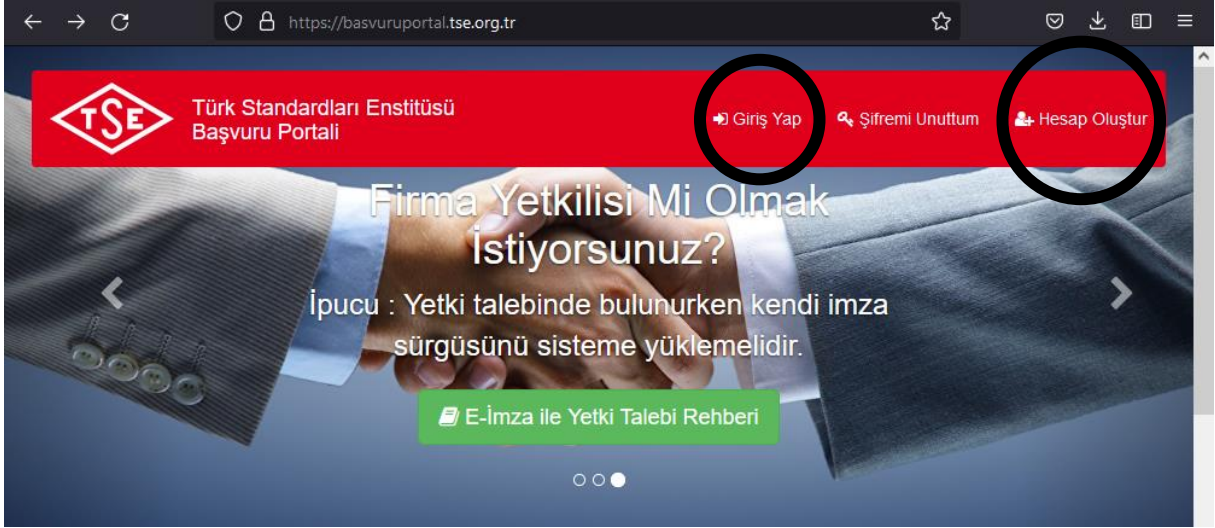 https://basvuruportal.tse.org.tr
TSE
Türk Standardları Enstitüsü
Başvuru Portali
Giriş Yap
Şifremi Unuttum
Hesap Oluştur
Firma Yetkilisi Mi Olmak
İstiyorsunuz?
İpucu : Yetki talebinde bulunurken kendi imza
sürgüsünü sisteme yüklemelidir.
E-İmza ile Yetki Talebi Rehberi